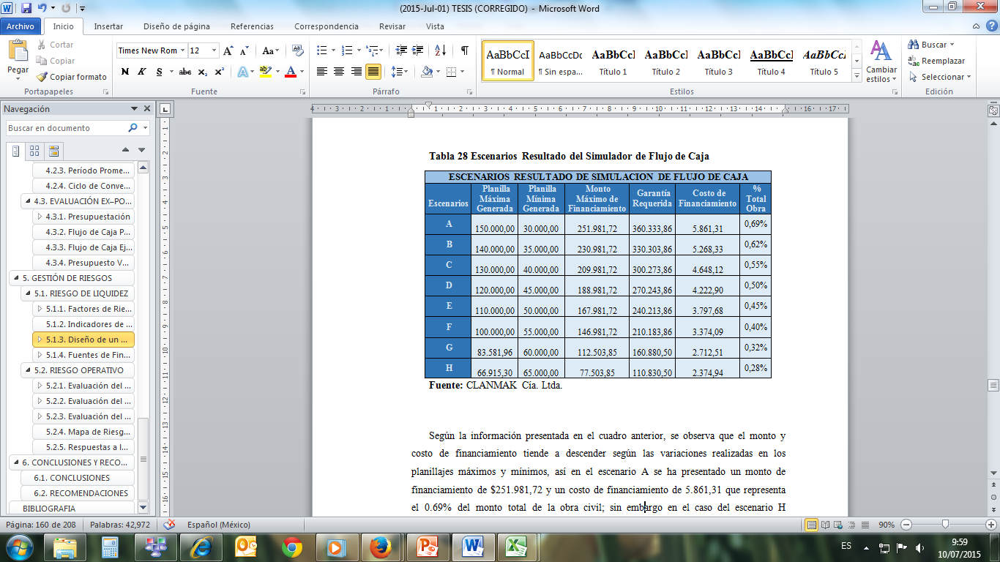 (2015-Jul-01) TESIS (CORREGIDO) - Microsoft Word
Archivo Inicio Insertar Diseño de página Referencias Correspondencia Revisar Vista
Pegar
Cortar
Copiar
Copiar formato
Portapapeles
Times New Rom 12
N K S abc x₂ x²
Fuente
Párrafo
AaBbCcI AaBbCcDc AaBbCcI AaBbCcI AaBbCcI AaBbCcI AaBbCcI
¶ Normal ¶ Sin espa... Título 1 Título 2 Título 3 Título 4 Título 5
Cambiar estilos
Estilos
Buscar
Reemplazar
Seleccionar
Edición
Navegación
Buscar en documento
4.2.3. Período Prome...
4.2.4. Ciclo de Conve...
4.3. EVALUACIÓN EX–PO...
4.3.1. Presupuestación
4.3.2. Flujo de Caja P...
4.3.3. Flujo de Caja Ej...
4.3.4. Presupuesto V...
5. GESTIÓN DE RIESGOS
5.1. RIESGO DE LIQUIDEZ
5.1.1. Factores de Rie...
5.1.2. Indicadores de ...
5.1.3. Diseño de un ...
5.1.4. Fuentes de Fin...
5.2. RIESGO OPERATIVO
5.2.1. Evaluación del ...
5.2.2. Evaluación del ...
5.2.3. Evaluación del ...
5.2.4. Mapa de Riesg...
5.2.5. Respuestas a l...
6. CONCLUSIONES Y RECO...
6.1. CONCLUSIONES
6.2. RECOMENDACIONES
BIBLIOGRAFIA
Tabla 28 Escenarios Resultado del Simulador de Flujo de Caja
ESCENARIOS RESULTADO DE SIMULACION DE FLUJO DE CAJA
Escenarios Planilla Máxima Generada Planilla Mínima Generada Monto Máximo de Financiamiento Garantía Requerida Costo de Financiamiento % Total Obra
A 150.000,00 30.000,00 251.981,72 360.333,86 5.861,31 0,69%
B 140.000,00 35.000,00 230.981,72 330.303,86 5.268,33 0,62%
C 130.000,00 40.000,00 209.981,72 300.273,86 4.648,12 0,55%
D 120.000,00 45.000,00 188.981,72 270.243,86 4.222,90 0,50%
E 110.000,00 50.000,00 167.981,72 240.213,86 3.797,68 0,45%
F 100.000,00 55.000,00 146.981,72 210.183,86 3.374,09 0,40%
G 83.581,96 60.000,00 112.503,85 160.880,50 2.712,51 0,32%
H 66.915,30 65.000,00 77.503,85 110.830,50 2.374,94 0,28%
Fuente: CLANMAK Cía. Ltda.
Según la información presentada en el cuadro anterior, se observa que el monto y
costo de financiamiento tiende a descender según las variaciones realizadas en los
planillajes máximos y mínimos, así en el escenario A se ha presentado un monto de
financiamiento de $251.981,72 y un costo de financiamiento de 5.861,31 que representa
el 0.69% del monto total de la obra civil; sin embargo en el caso del escenario H
Página: 160 de 208 Palabras: 42,972 Español (México) 90%
ES 9:59
10/07/2015